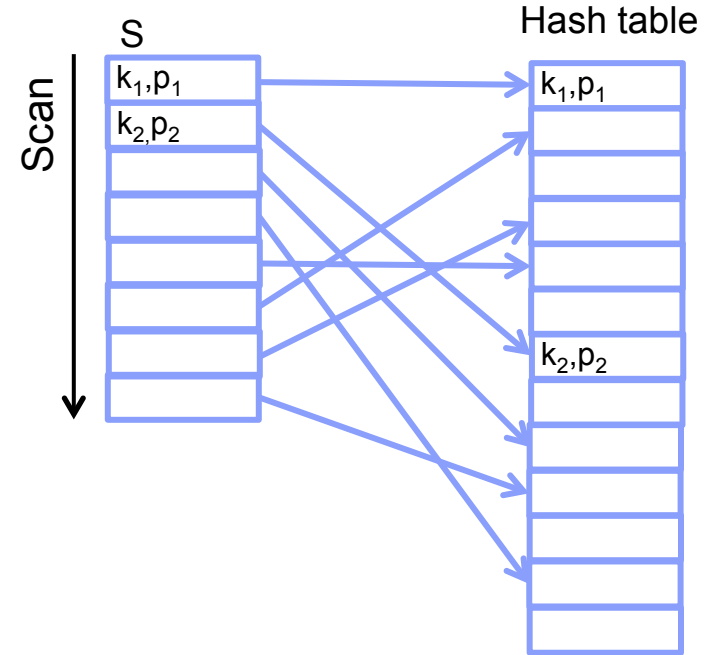 Hash table
S
Scan
k₁,p₁
k₂,p₂
k₁,p₁
k₂,p₂